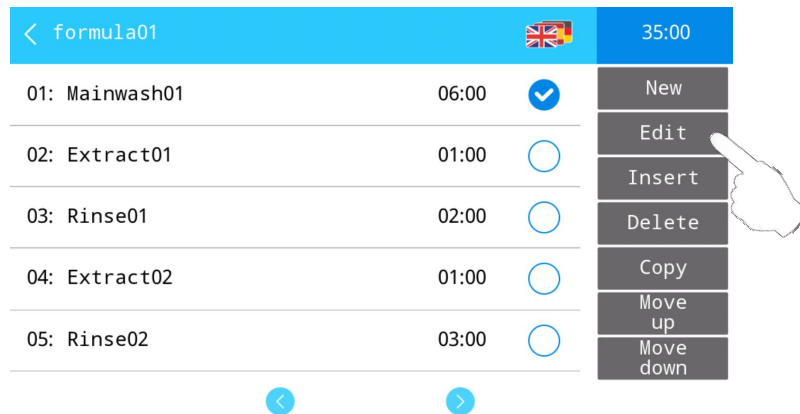 formula01
35:00
01: Mainwash01 06:00
02: Extract01 01:00
03: Rinse01 02:00
04: Extract02 01:00
05: Rinse02 03:00
New
Edit
Insert
Delete
Copy
Move
up
Move
down